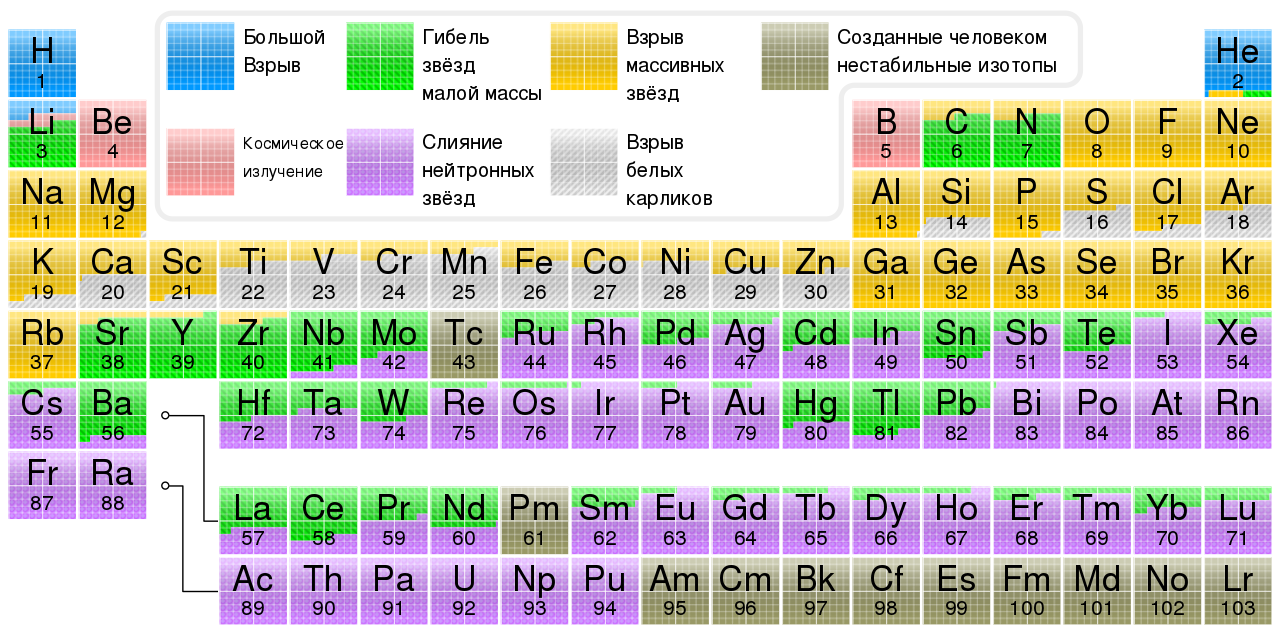 Большой
Взрыв
Гибель
звёзд
малой массы
Взрыв
массивных
звёзд
Созданные человеком
нестабильные изотопы
Космическое
излучение
Слияние
нейтронных
звёзд
Взрыв
белых
карликов
H He
1 2
Li Be B C N O F Ne
3 4 5 6 7 8 9 10
Na Mg Al Si P S Cl Ar
11 12 13 14 15 16 17 18
K Ca Sc Ti V Cr Mn Fe Co Ni Cu Zn Ga Ge As Se Br Kr
19 20 21 22 23 24 25 26 27 28 29 30 31 32 33 34 35 36
Rb Sr Y Zr Nb Mo Tc Ru Rh Pd Ag Cd In Sn Sb Te I Xe
37 38 39 40 41 42 43 44 45 46 47 48 49 50 51 52 53 54
Cs Ba Hf Ta W Re Os Ir Pt Au Hg Tl Pb Bi Po At Rn
55 56 72 73 74 75 76 77 78 79 80 81 82 83 84 85 86
Fr Ra
87 88
La Ce Pr Nd Pm Sm Eu Gd Tb Dy Ho Er Tm Yb Lu
57 58 59 60 61 62 63 64 65 66 67 68 69 70 71
Ac Th Pa U Np Pu Am Cm Bk Cf Es Fm Md No Lr
89 90 91 92 93 94 95 96 97 98 99 100 101 102 103